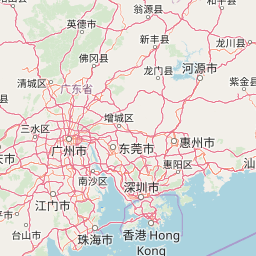 翁源县
和平县
英德市
新丰县
龙川县
佛冈县
龙门县
河源市
清城区
广东省
紫金县
增城区
三水区
广州市
东莞市
惠州市
惠阳区
南沙区
深圳市
江门市
台山市
珠海市
香港 Hong
Kong